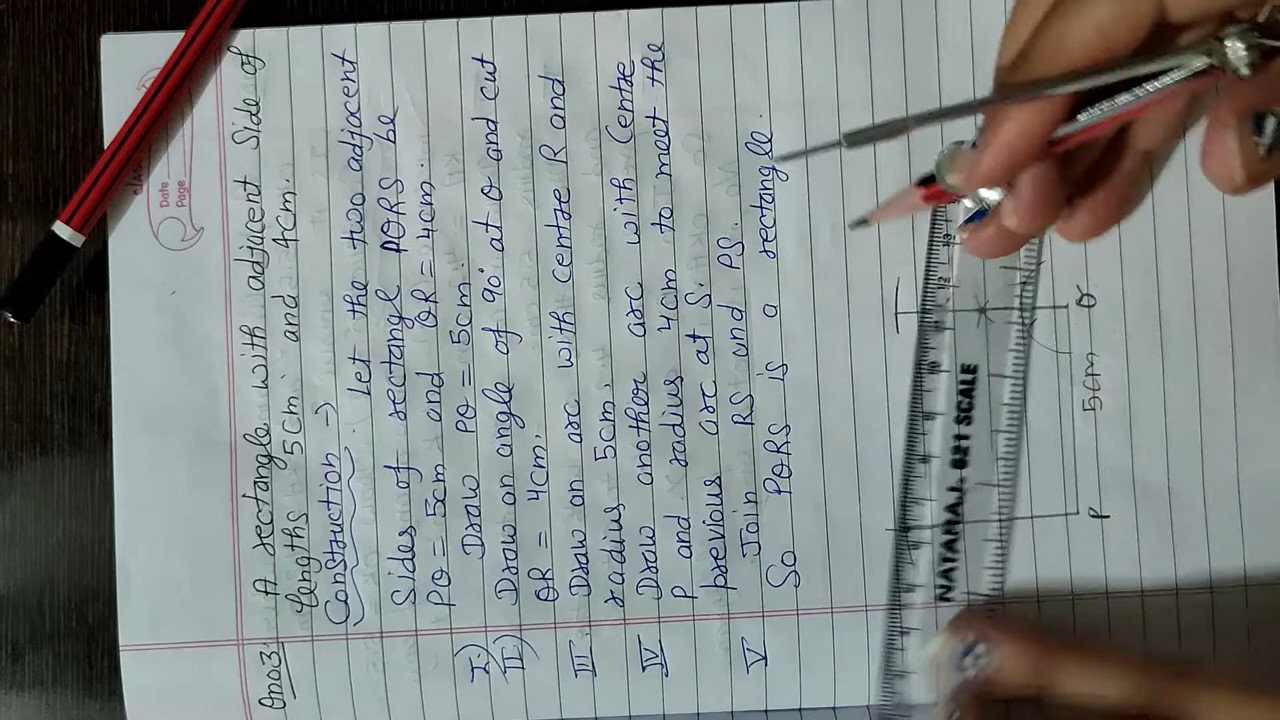 Date
Page
Qno3 A rectangle with adjacent Side of
lengths 5cm. and 4cm.
Construction →
Let the two adjacent
Sides of rectangle PQRS be
PQ = 5cm and QR = 4cm.
I) Draw PQ = 5cm.
II) Draw an angle of 90° at Q and cut
QR = 4cm.
III Draw an arc with centre R and
radius 5cm.
IV Draw another arc with Centre
P and radius 4cm to meet the
previous arc at S.
V Join RS and PS.
So PQRS is a rectangle.
NATARAJ. 621 SCALE
P 5cm Q